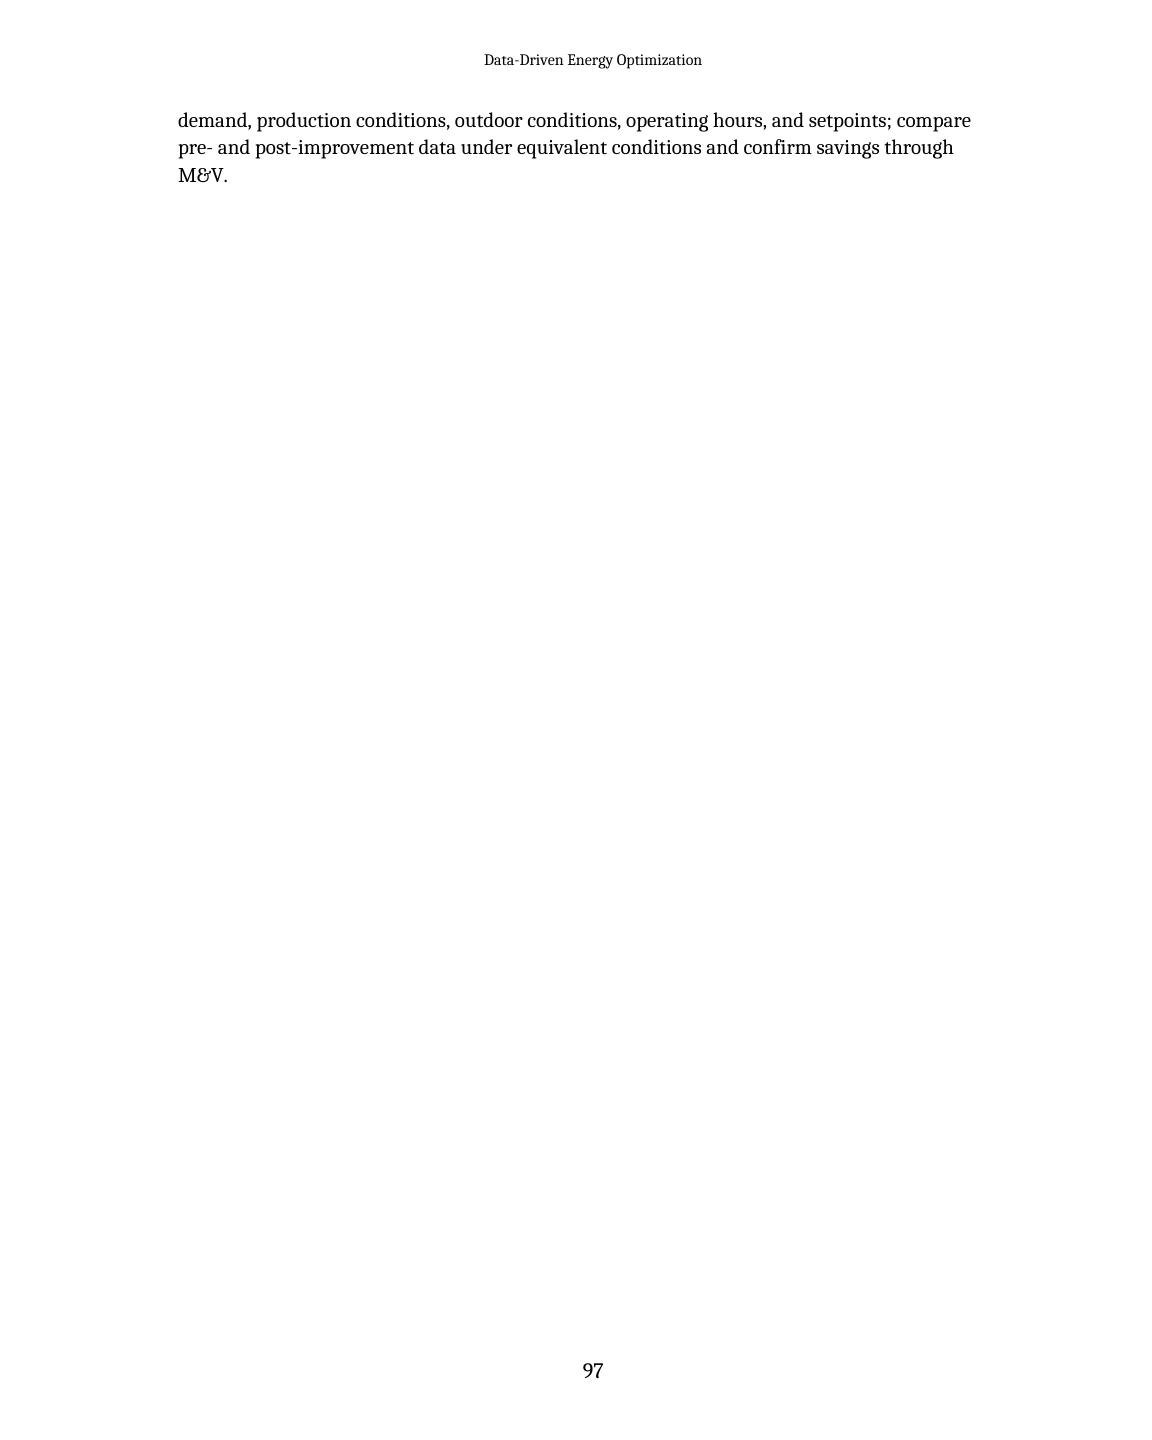 Data-Driven Energy Optimization
demand, production conditions, outdoor conditions, operating hours, and setpoints; compare
pre- and post-improvement data under equivalent conditions and confirm savings through
M&V.
97